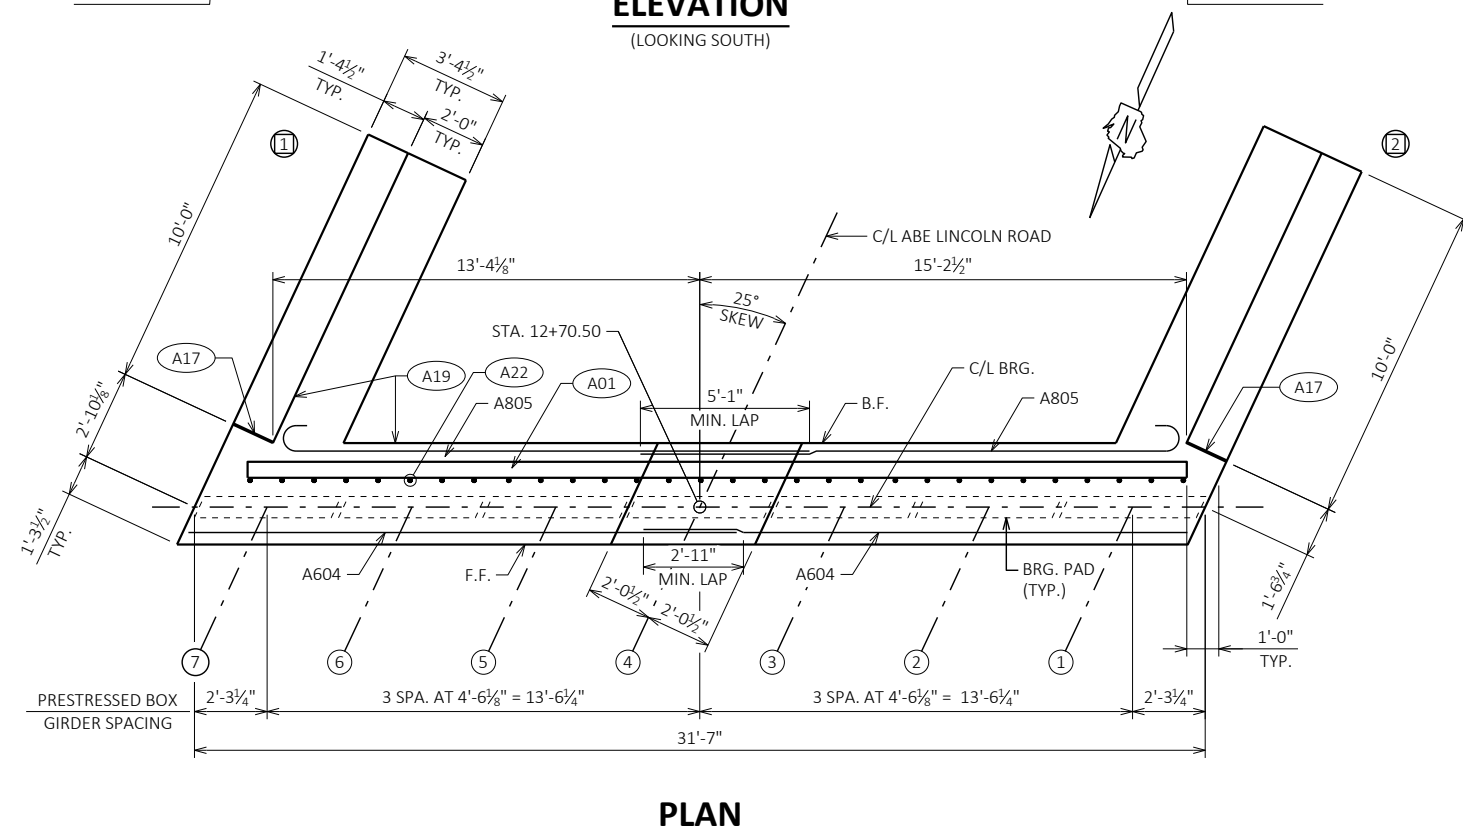 ELEVATION
(LOOKING SOUTH)
1'-4½"
TYP.
3'-4½"
TYP.
2'-0"
TYP.
1
2
N
10'-0"
C/L ABE LINCOLN ROAD
13'-4⅛"
15'-2½"
25°
SKEW
STA. 12+70.50
A17
A19
A22
A01
A805
5'-1"
MIN. LAP
B.F.
C/L BRG.
A805
A17
10'-0"
2'-10⅛"
1'-3½"
TYP.
A604
F.F.
2'-11"
MIN. LAP
A604
BRG. PAD
(TYP.)
2'-0½"
2'-0½"
1'-6¾"
1'-0"
TYP.
7
6
5
4
3
2
1
PRESTRESSED BOX
GIRDER SPACING
2'-3¼"
3 SPA. AT 4'-6⅛" = 13'-6¼"
3 SPA. AT 4'-6⅛" = 13'-6¼"
2'-3¼"
31'-7"
PLAN